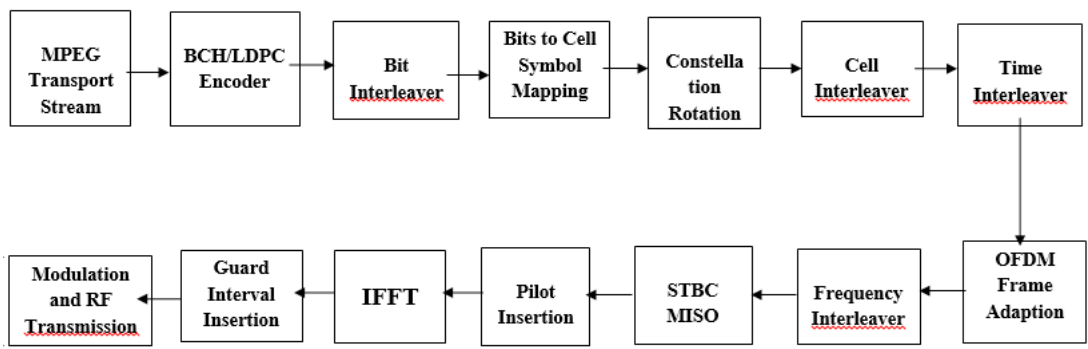 MPEG
Transport
Stream
BCH/LDPC
Encoder
Bit
Interleaver
Bits to Cell
Symbol
Mapping
Constella
tion
Rotation
Cell
Interleaver
Time
Interleaver
OFDM
Frame
Adaption
Frequency
Interleaver
STBC
MISO
Pilot
Insertion
IFFT
Guard
Interval
Insertion
Modulation
and RF
Transmission